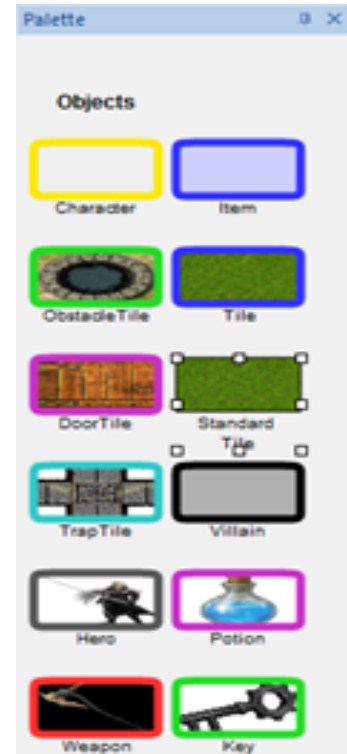 Palette
Objects
Character
Item
ObstacleTile
Tile
DoorTile
Standard
Tile
TrapTile
Villain
Hero
Potion
Weapon
Key